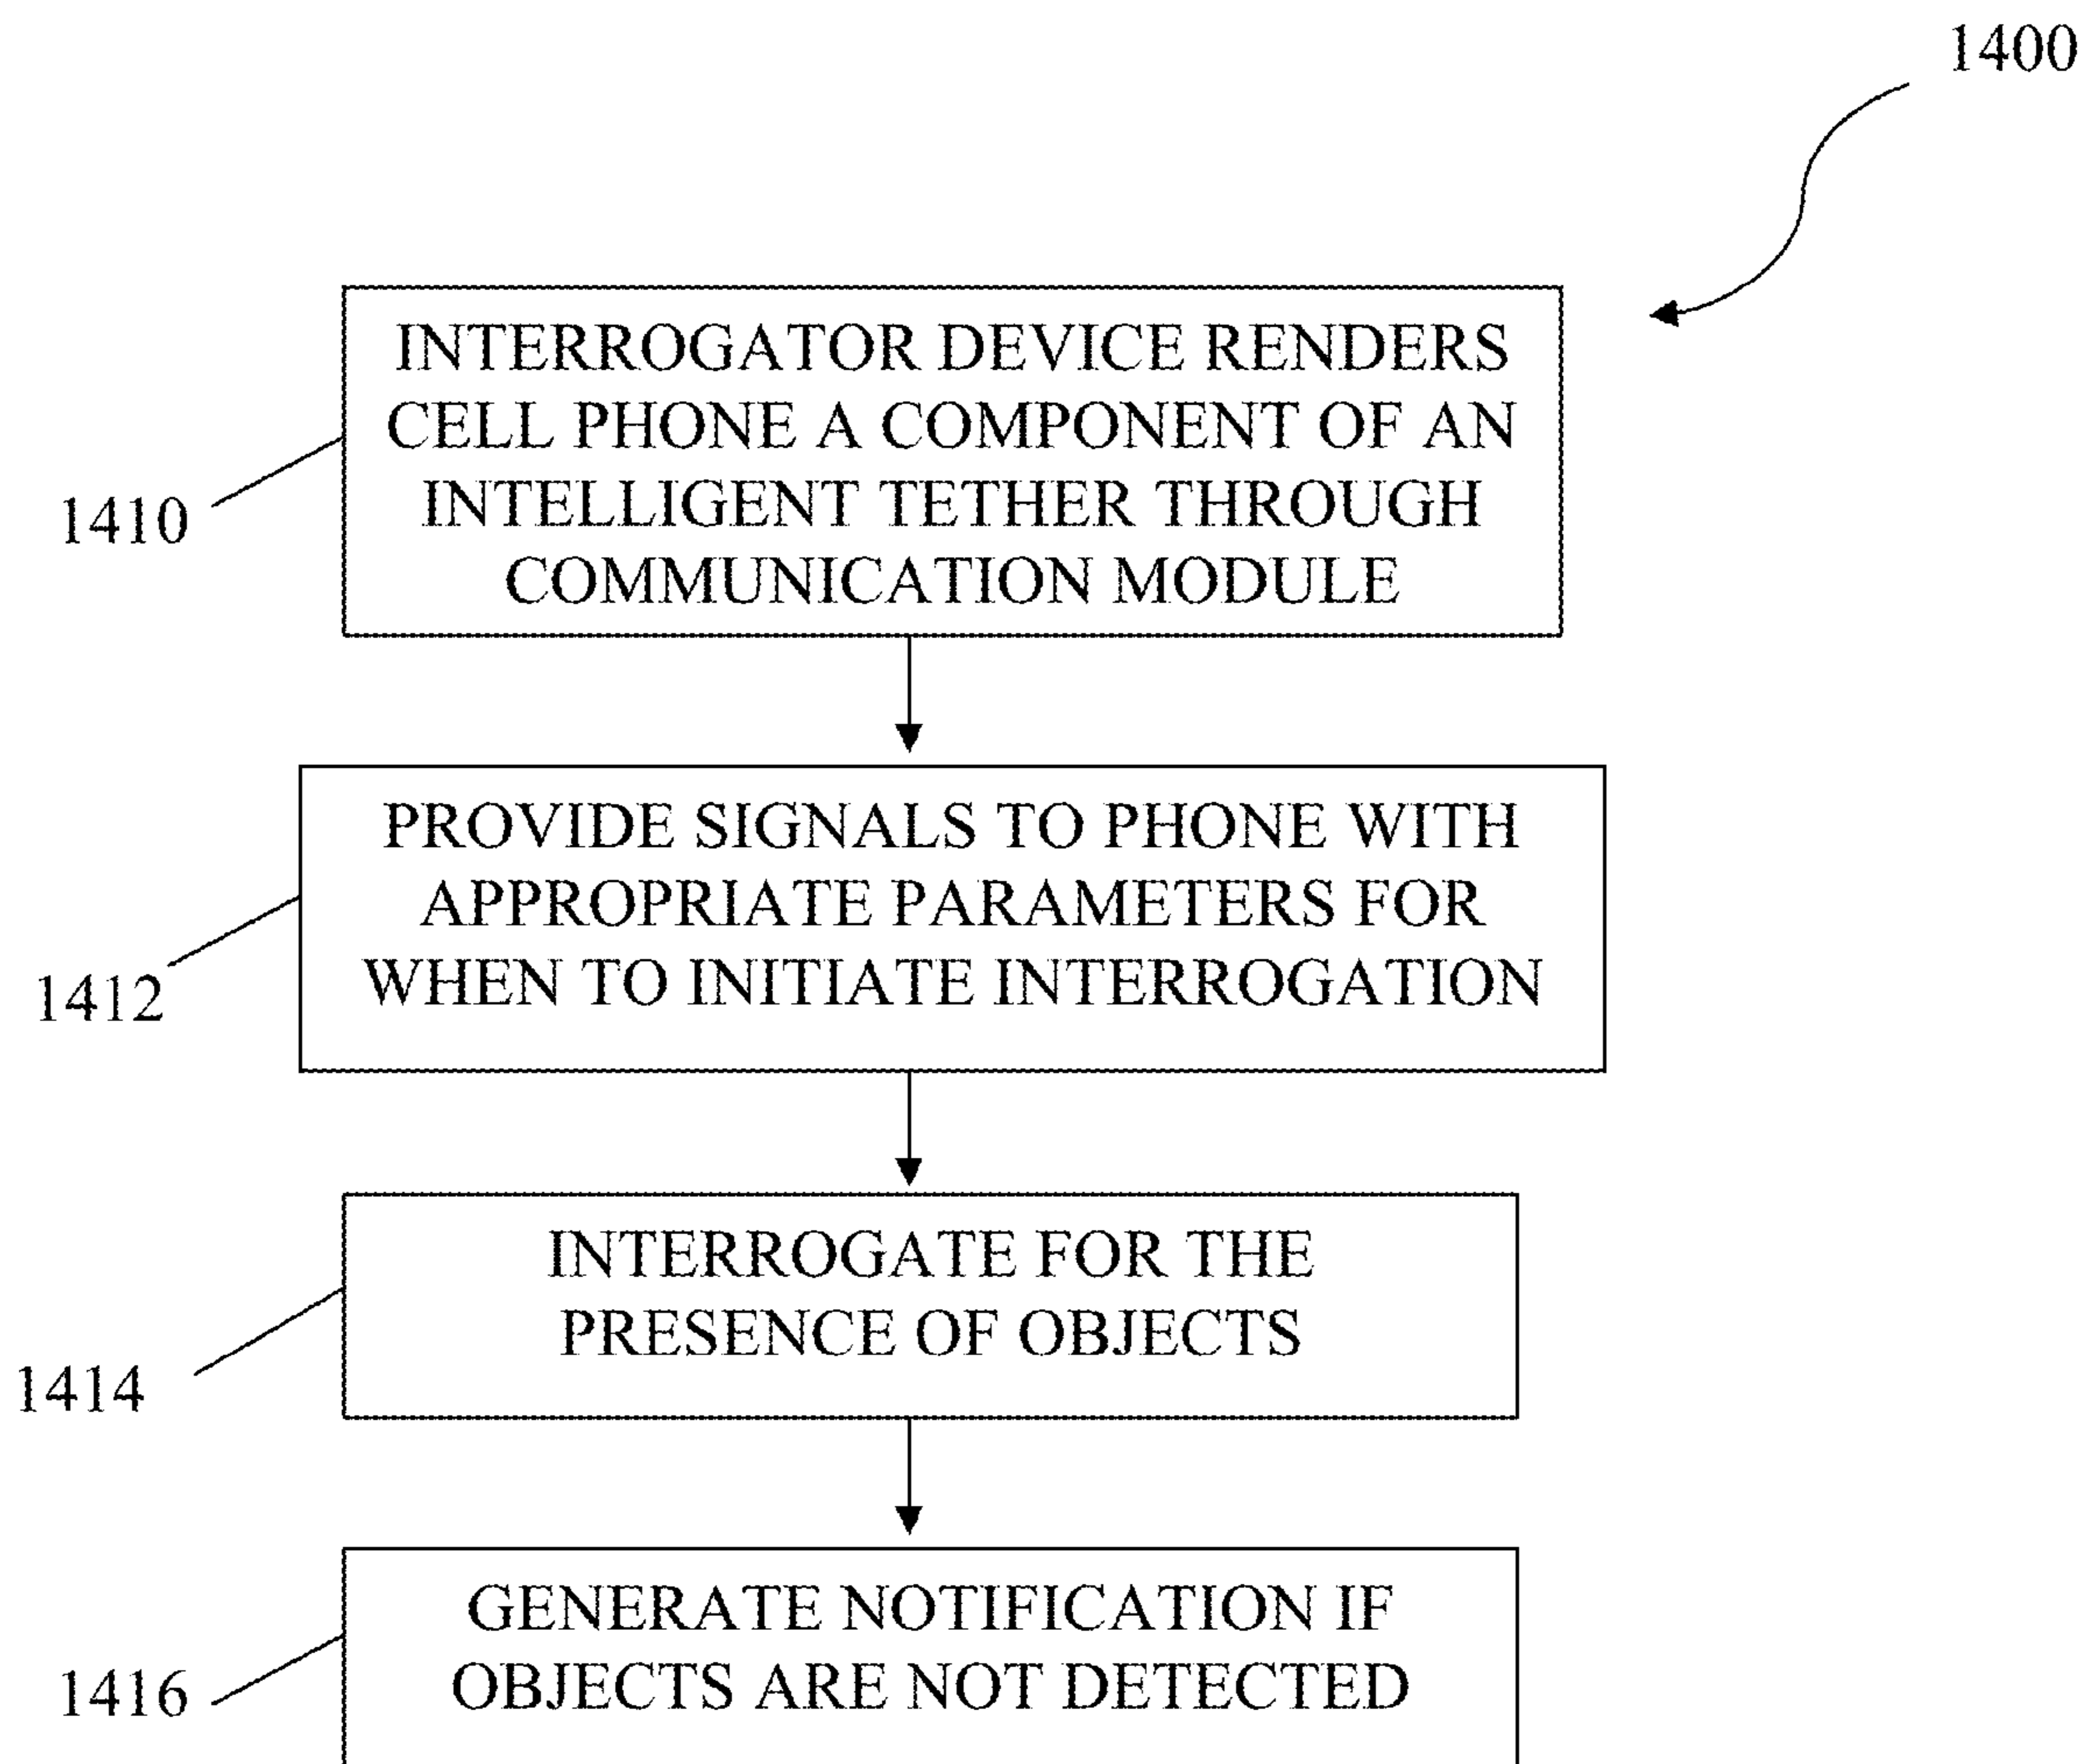 1400
INTERROGATOR DEVICE RENDERS
CELL PHONE A COMPONENT OF AN
INTELLIGENT TETHER THROUGH
COMMUNICATION MODULE
1410
PROVIDE SIGNALS TO PHONE WITH
APPROPRIATE PARAMETERS FOR
WHEN TO INITIATE INTERROGATION
1412
INTERROGATE FOR THE
PRESENCE OF OBJECTS
1414
GENERATE NOTIFICATION IF
OBJECTS ARE NOT DETECTED
1416